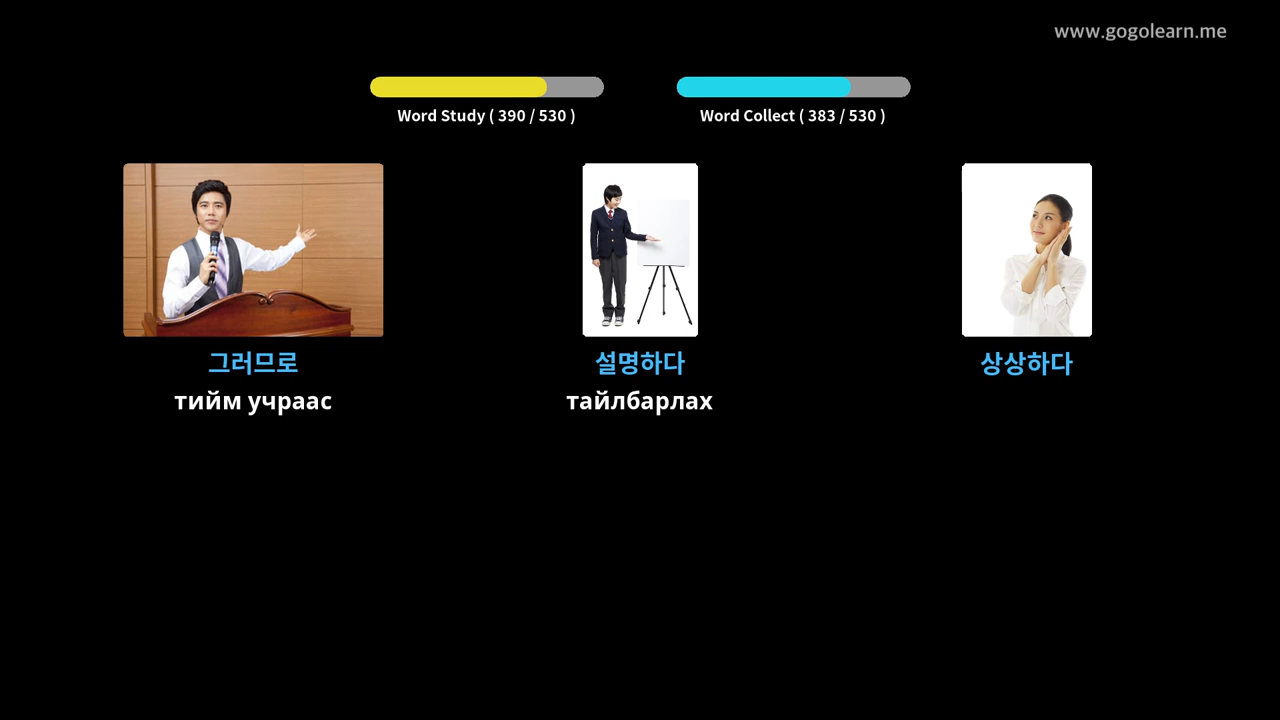 www.gogolearn.me
Word Study ( 390 / 530 )
Word Collect ( 383 / 530 )
그러므로
설명하다
상상하다
тийм учраас
тайлбарлах